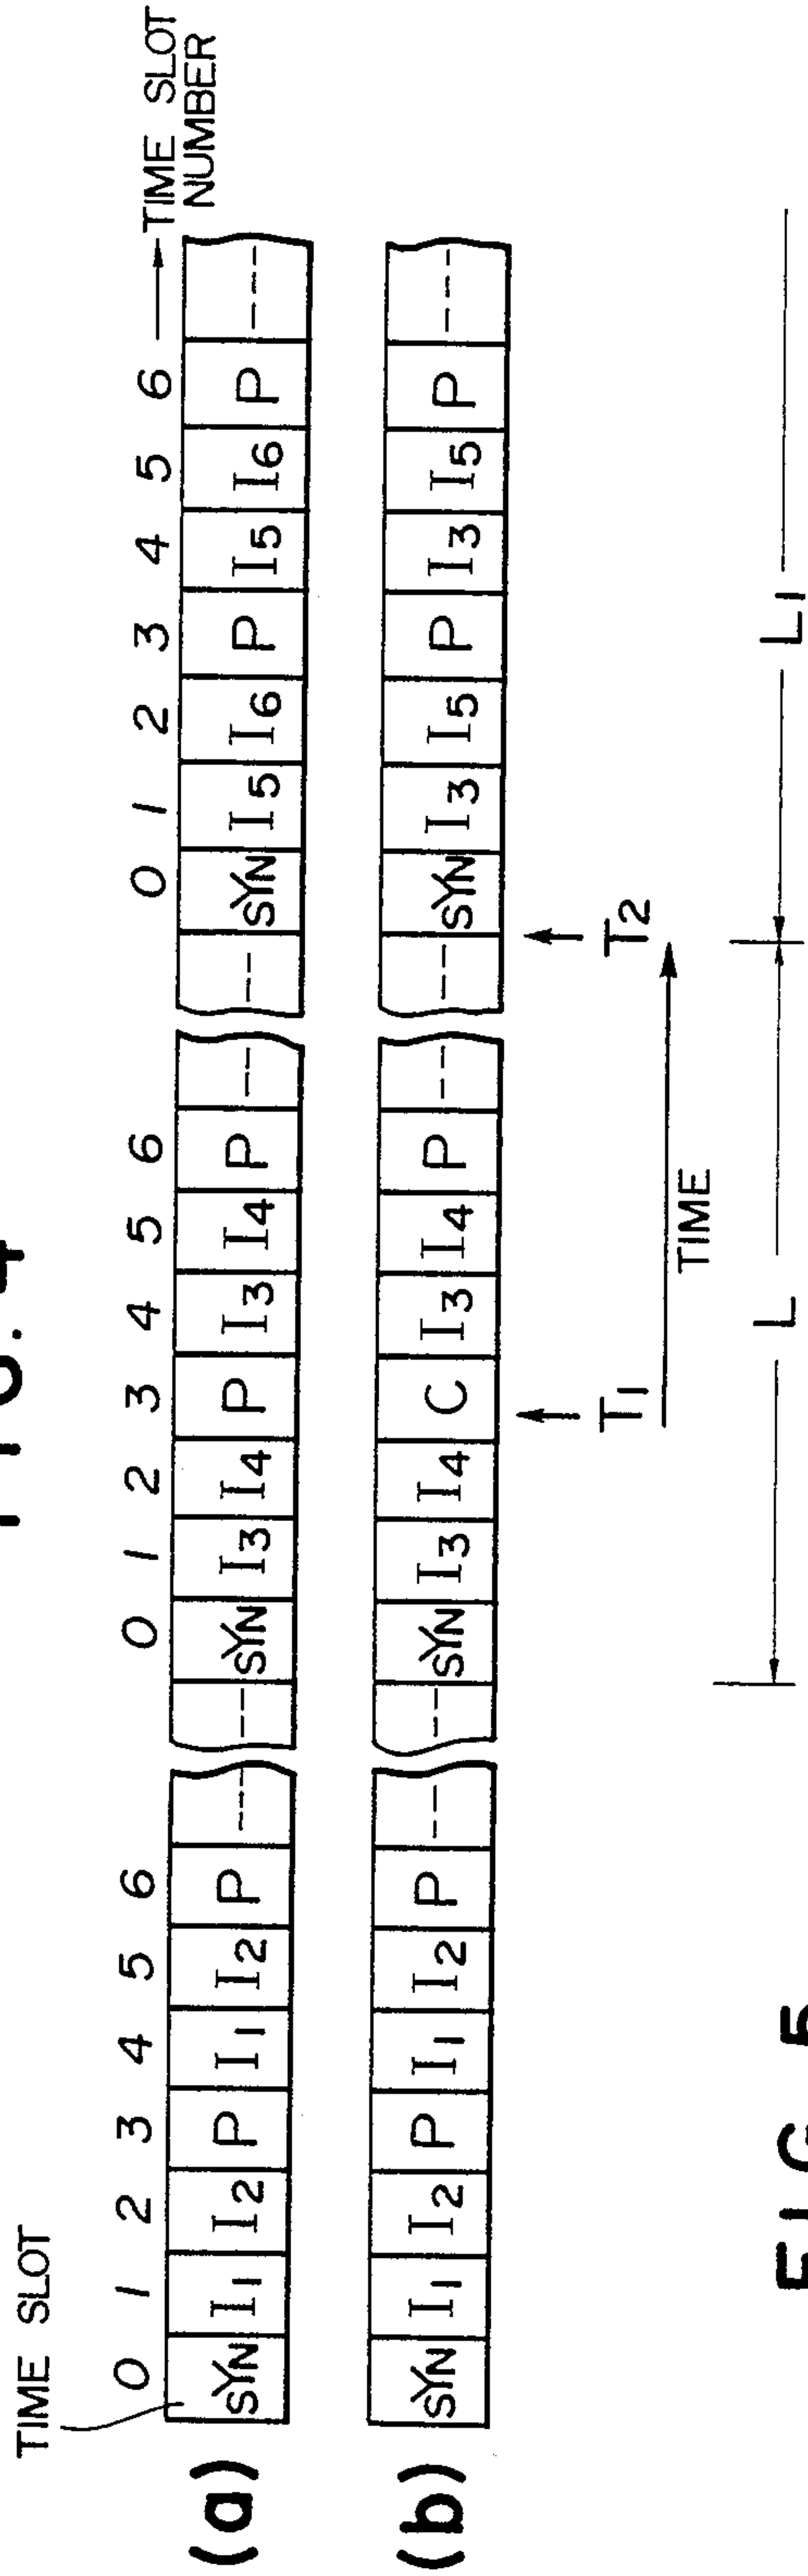 FIG. 4
TIME SLOT
0 1 2 3 4 5 6 0 1 2 3 4 5 6 0 1 2 3 4 5 6 → TIME SLOT NUMBER
(a) SYN I1 I2 P I1 I2 P --- -- SYN I3 I4 P I3 I4 P -- -- SYN I5 I6 P I5 I6 P ---
(b) SYN I1 I2 P I1 I2 P -- -- SYN I3 I4 C I3 I4 P -- -- SYN I3 I5 P I3 I5 P ---
T1 T2
TIME
L L1
FIG. 5